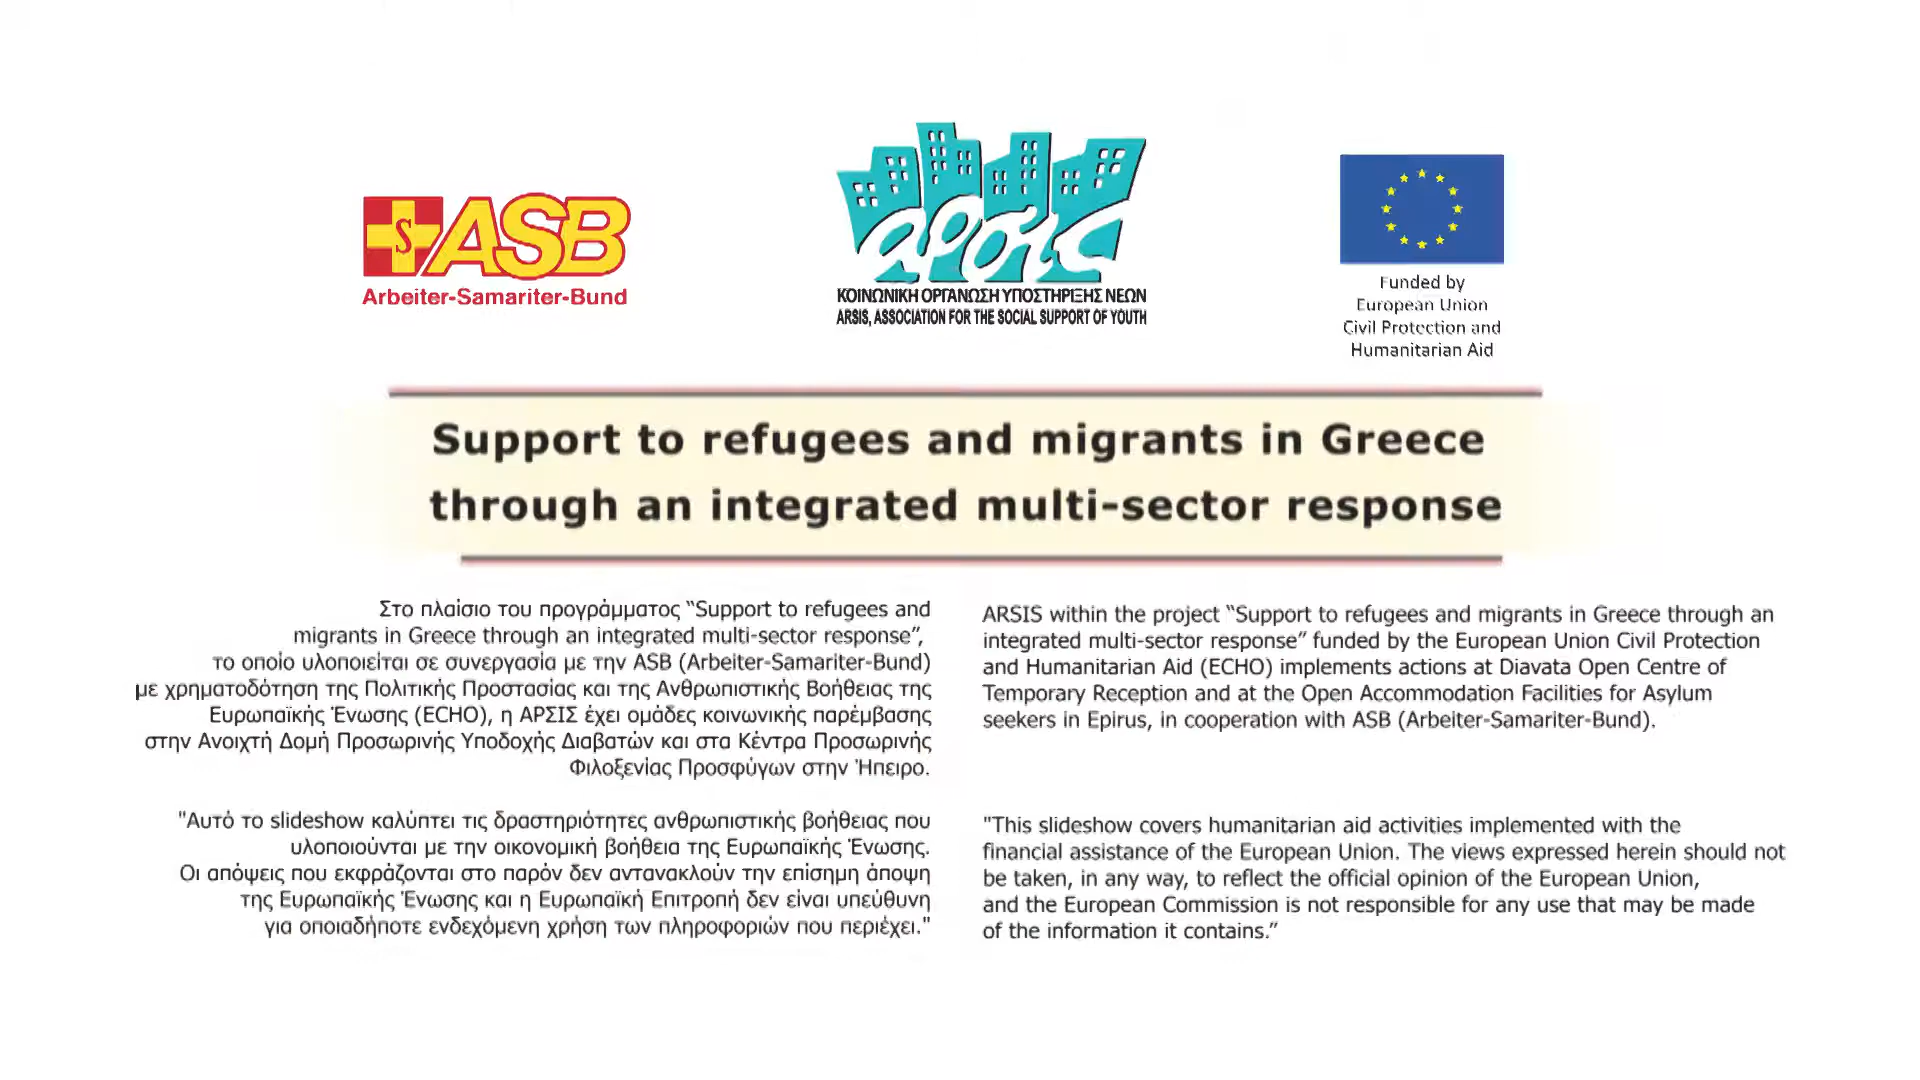 S ASB
Arbeiter-Samariter-Bund
αρσις
ΚΟΙΝΩΝΙΚΗ ΟΡΓΑΝΩΣΗ ΥΠΟΣΤΗΡΙΞΗΣ ΝΕΩΝ
ARSIS, ASSOCIATION FOR THE SOCIAL SUPPORT OF YOUTH
Funded by
European Union
Civil Protection and
Humanitarian Aid
Support to refugees and migrants in Greece
through an integrated multi-sector response
Στο πλαίσιο του προγράμματος “Support to refugees and
migrants in Greece through an integrated multi-sector response”,
το οποίο υλοποιείται σε συνεργασία με την ASB (Arbeiter-Samariter-Bund)
με χρηματοδότηση της Πολιτικής Προστασίας και της Ανθρωπιστικής Βοήθειας της
Ευρωπαϊκής Ένωσης (ECHO), η ΑΡΣΙΣ έχει ομάδες κοινωνικής παρέμβασης
στην Ανοιχτή Δομή Προσωρινής Υποδοχής Διαβατών και στα Κέντρα Προσωρινής
Φιλοξενίας Προσφύγων στην Ήπειρο.
"Αυτό το slideshow καλύπτει τις δραστηριότητες ανθρωπιστικής βοήθειας που
υλοποιούνται με την οικονομική βοήθεια της Ευρωπαϊκής Ένωσης.
Οι απόψεις που εκφράζονται στο παρόν δεν αντανακλούν την επίσημη άποψη
της Ευρωπαϊκής Ένωσης και η Ευρωπαϊκή Επιτροπή δεν είναι υπεύθυνη
για οποιαδήποτε ενδεχόμενη χρήση των πληροφοριών που περιέχει."
ARSIS within the project “Support to refugees and migrants in Greece through an
integrated multi-sector response” funded by the European Union Civil Protection
and Humanitarian Aid (ECHO) implements actions at Diavata Open Centre of
Temporary Reception and at the Open Accommodation Facilities for Asylum
seekers in Epirus, in cooperation with ASB (Arbeiter-Samariter-Bund).
"This slideshow covers humanitarian aid activities implemented with the
financial assistance of the European Union. The views expressed herein should not
be taken, in any way, to reflect the official opinion of the European Union,
and the European Commission is not responsible for any use that may be made
of the information it contains.”